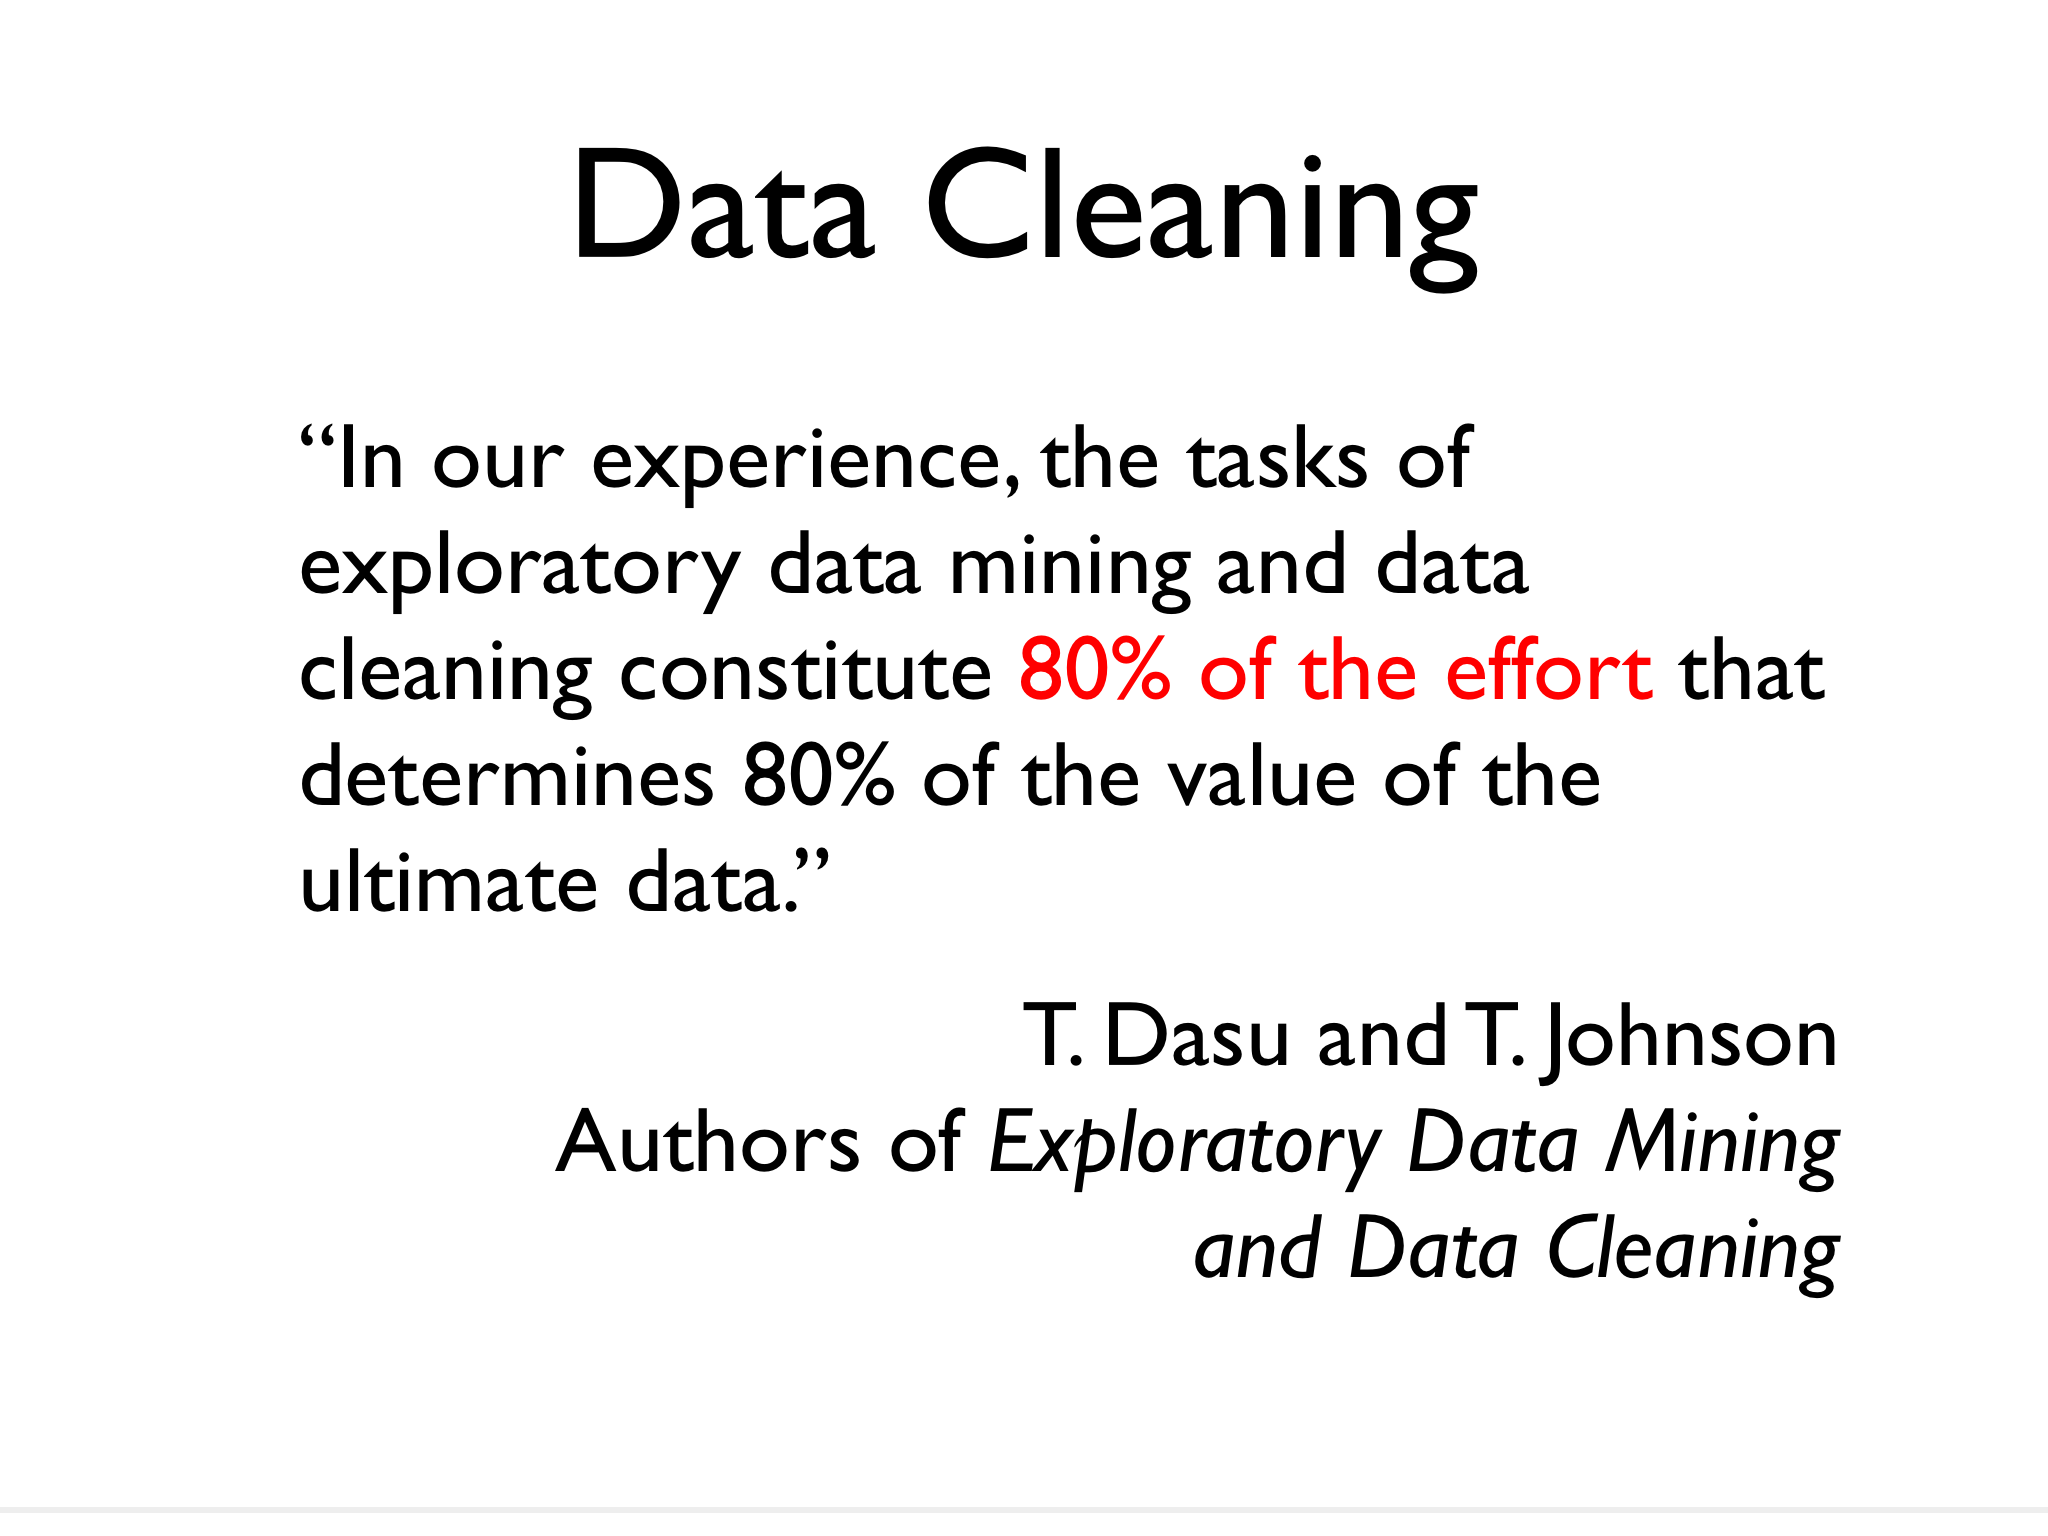 Data Cleaning
“In our experience, the tasks of
exploratory data mining and data
cleaning constitute 80% of the effort that
determines 80% of the value of the
ultimate data.”
T. Dasu and T. Johnson
Authors of Exploratory Data Mining
and Data Cleaning